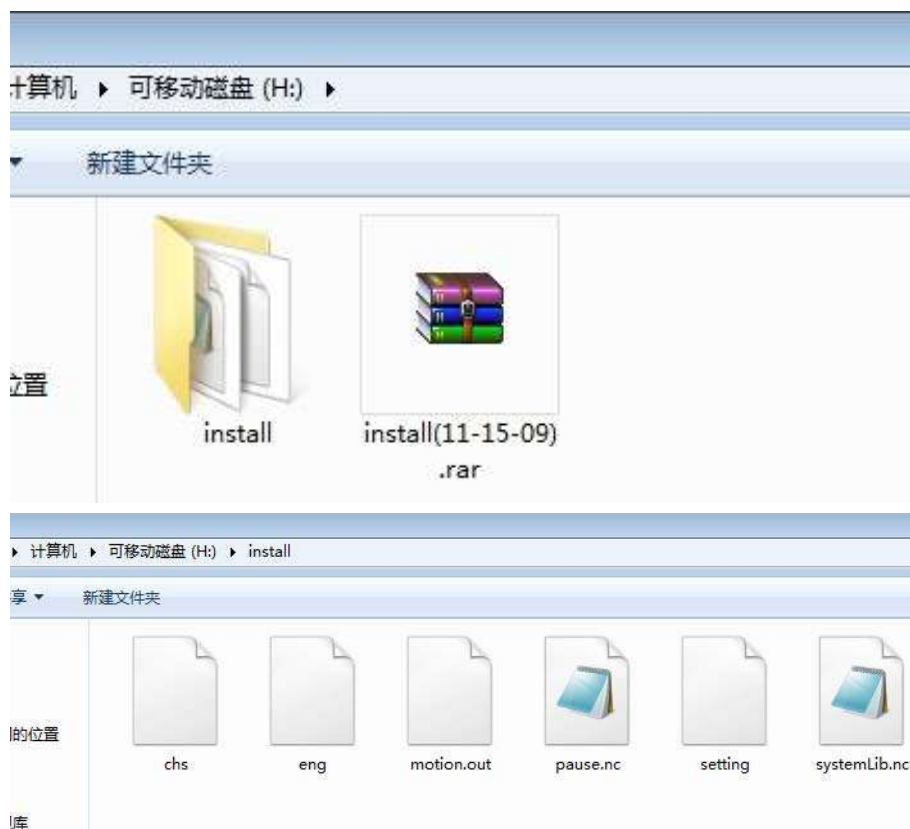 计算机 ▸ 可移动磁盘 (H:) ▸
新建文件夹
位置
install
install(11-15-09)
.rar
▸ 计算机 ▸ 可移动磁盘 (H:) ▸ install
享 ▾ 新建文件夹
的位置
chs eng motion.out pause.nc setting systemLib.nc
库